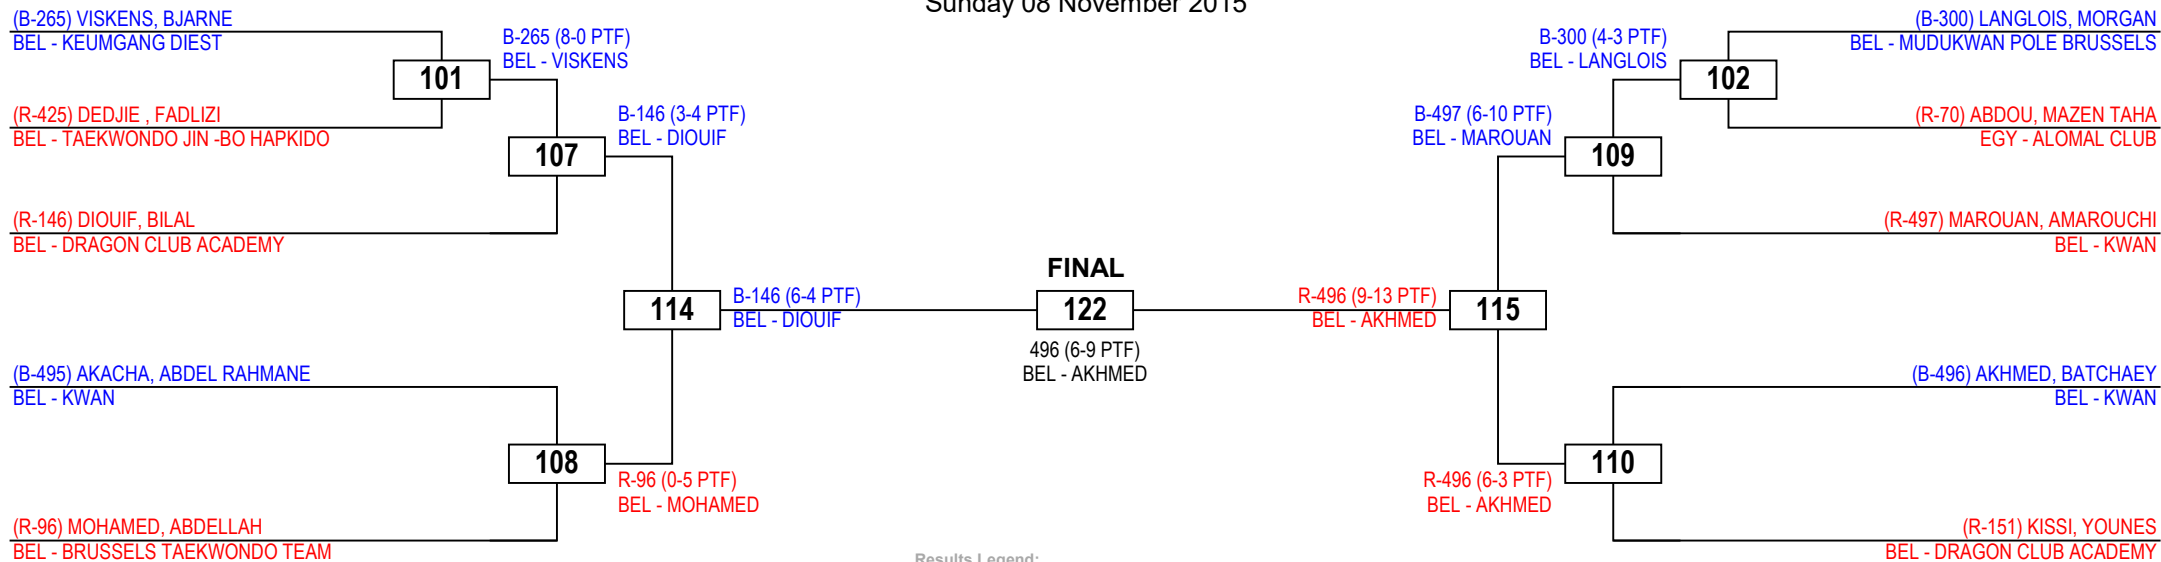 Sunday 08 November 2015
(B-265) VISKENS, BJARNE
BEL - KEUMGANG DIEST
B-265 (8-0 PTF)
BEL - VISKENS
101
(R-425) DEDJIE , FADLIZI
BEL - TAEKWONDO JIN -BO HAPKIDO
B-146 (3-4 PTF)
BEL - DIOUIF
107
(R-146) DIOUIF, BILAL
BEL - DRAGON CLUB ACADEMY
114
B-146 (6-4 PTF)
BEL - DIOUIF
(B-495) AKACHA, ABDEL RAHMANE
BEL - KWAN
108
R-96 (0-5 PTF)
BEL - MOHAMED
(R-96) MOHAMED, ABDELLAH
BEL - BRUSSELS TAEKWONDO TEAM
FINAL
122
496 (6-9 PTF)
BEL - AKHMED
(B-300) LANGLOIS, MORGAN
BEL - MUDUKWAN POLE BRUSSELS
B-300 (4-3 PTF)
BEL - LANGLOIS
102
(R-70) ABDOU, MAZEN TAHA
EGY - ALOMAL CLUB
B-497 (6-10 PTF)
BEL - MAROUAN
109
(R-497) MAROUAN, AMAROUCHI
BEL - KWAN
R-496 (9-13 PTF)
BEL - AKHMED
115
(B-496) AKHMED, BATCHAEY
BEL - KWAN
110
R-496 (6-3 PTF)
BEL - AKHMED
(R-151) KISSI, YOUNES
BEL - DRAGON CLUB ACADEMY
Results Legend: